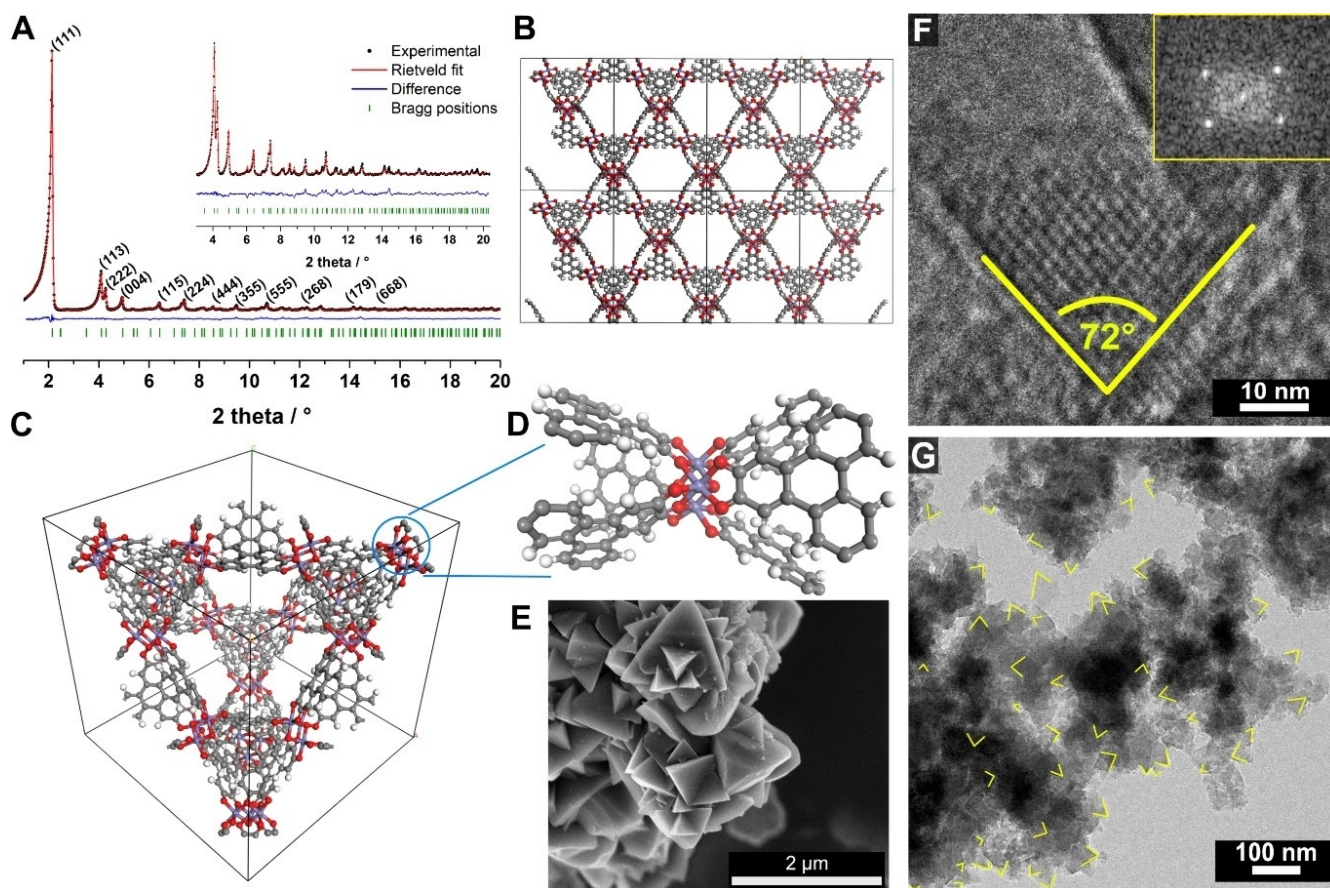 A
(111)
Experimental
Rietveld fit
Difference
Bragg positions
4 6 8 10 12 14 16 18 20
2 theta / °
(113)
(222)
(004)
(115)
(224)
(444)
(355)
(555)
(268)
(179)
(668)
2 4 6 8 10 12 14 16 18 20
2 theta / °
B
C
D
E
2 µm
F
72°
10 nm
G
100 nm